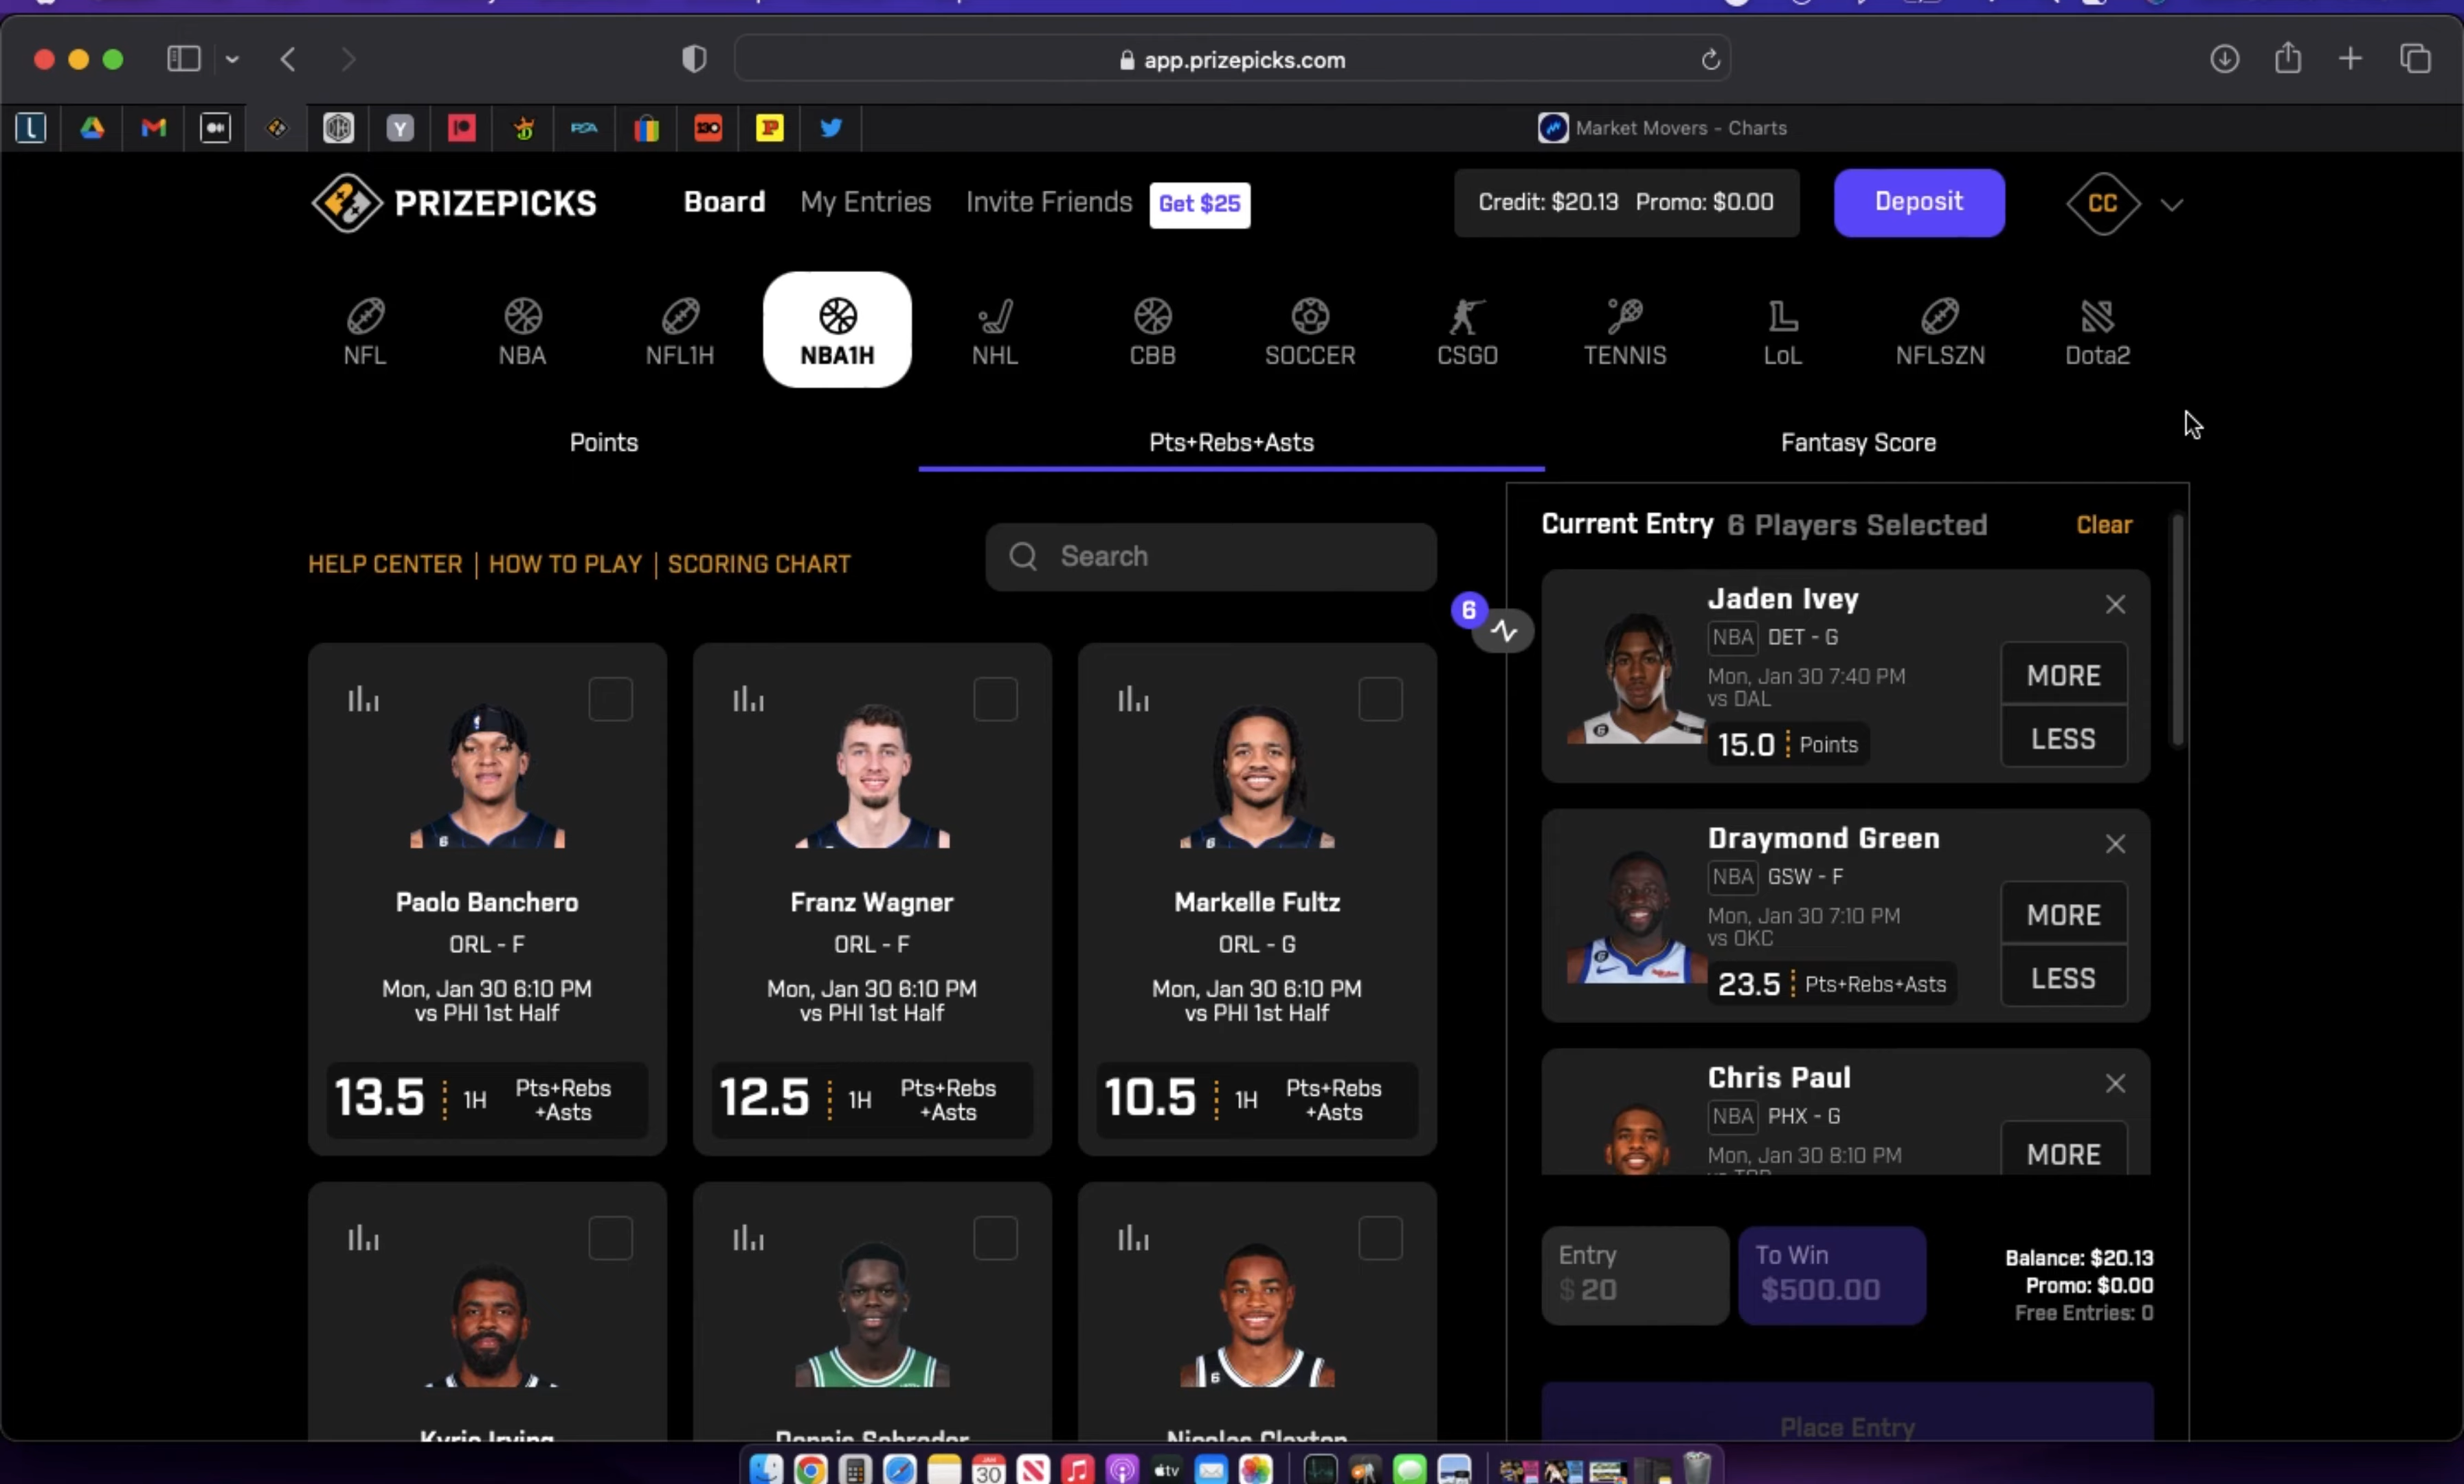 app.prizepicks.com
Market Movers - Charts
PRIZEPICKS
Board
My Entries
Invite Friends
Get $25
Credit: $20.13 Promo: $0.00
Deposit
CC
NFL
NBA
NFL1H
NBA1H
NHL
CBB
SOCCER
CSGO
TENNIS
LoL
NFLSZN
Dota2
Points
Pts+Rebs+Asts
Fantasy Score
HELP CENTER | HOW TO PLAY | SCORING CHART
Search
Paolo Banchero
ORL - F
Mon, Jan 30 6:10 PM
vs PHI 1st Half
13.5
1H
Pts+Rebs
+Asts
Franz Wagner
ORL - F
Mon, Jan 30 6:10 PM
vs PHI 1st Half
12.5
1H
Pts+Rebs
+Asts
Markelle Fultz
ORL - G
Mon, Jan 30 6:10 PM
vs PHI 1st Half
10.5
1H
Pts+Rebs
+Asts
Kyrie Irving
Dennis Schroder
Nicolas Claxton
6
Current Entry 6 Players Selected
Clear
Jaden Ivey
NBA DET - G
Mon, Jan 30 7:40 PM
vs DAL
15.0 Points
MORE
LESS
Draymond Green
NBA GSW - F
Mon, Jan 30 7:10 PM
vs OKC
23.5 Pts+Rebs+Asts
MORE
LESS
Chris Paul
NBA PHX - G
Mon, Jan 30 8:10 PM
MORE
Entry
$ 20
To Win
$500.00
Balance: $20.13
Promo: $0.00
Free Entries: 0
Place Entry
JAN
30
tv